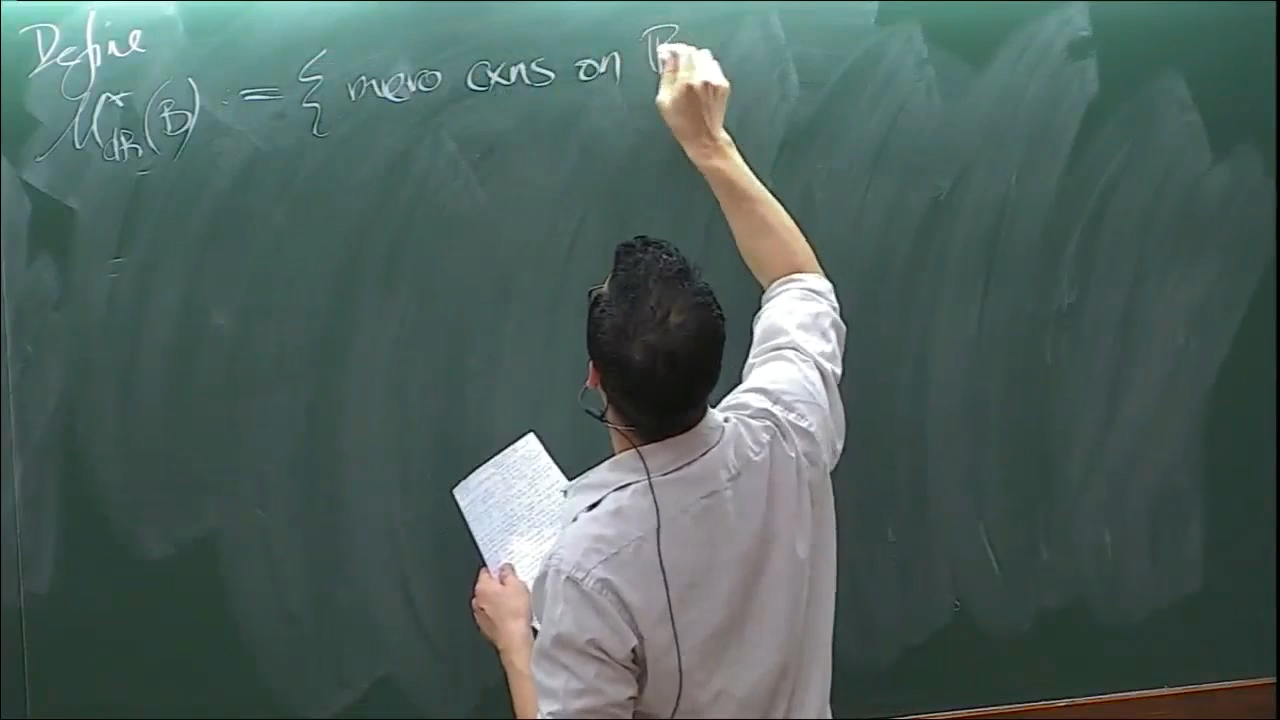 Define
M*dR(B) := { mero cxns on P